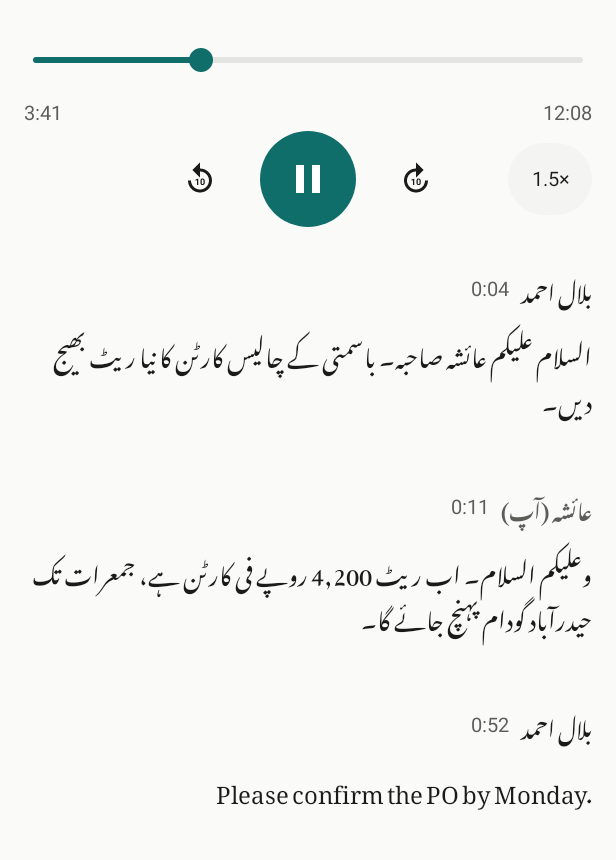 3:41
12:08
10
10
1.5×
بلال احمد 0:04
السلام علیکم عائشہ صاحبہ۔ باسمتی کے چالیس کارٹن کا نیا ریٹ بھیج
دیں۔
عائشہ (آپ) 0:11
وعلیکم السلام۔ اب ریٹ 4,200 روپے فی کارٹن ہے، جمعرات تک
حیدرآباد گودام پہنچ جائے گا۔
بلال احمد 0:52
Please confirm the PO by Monday.